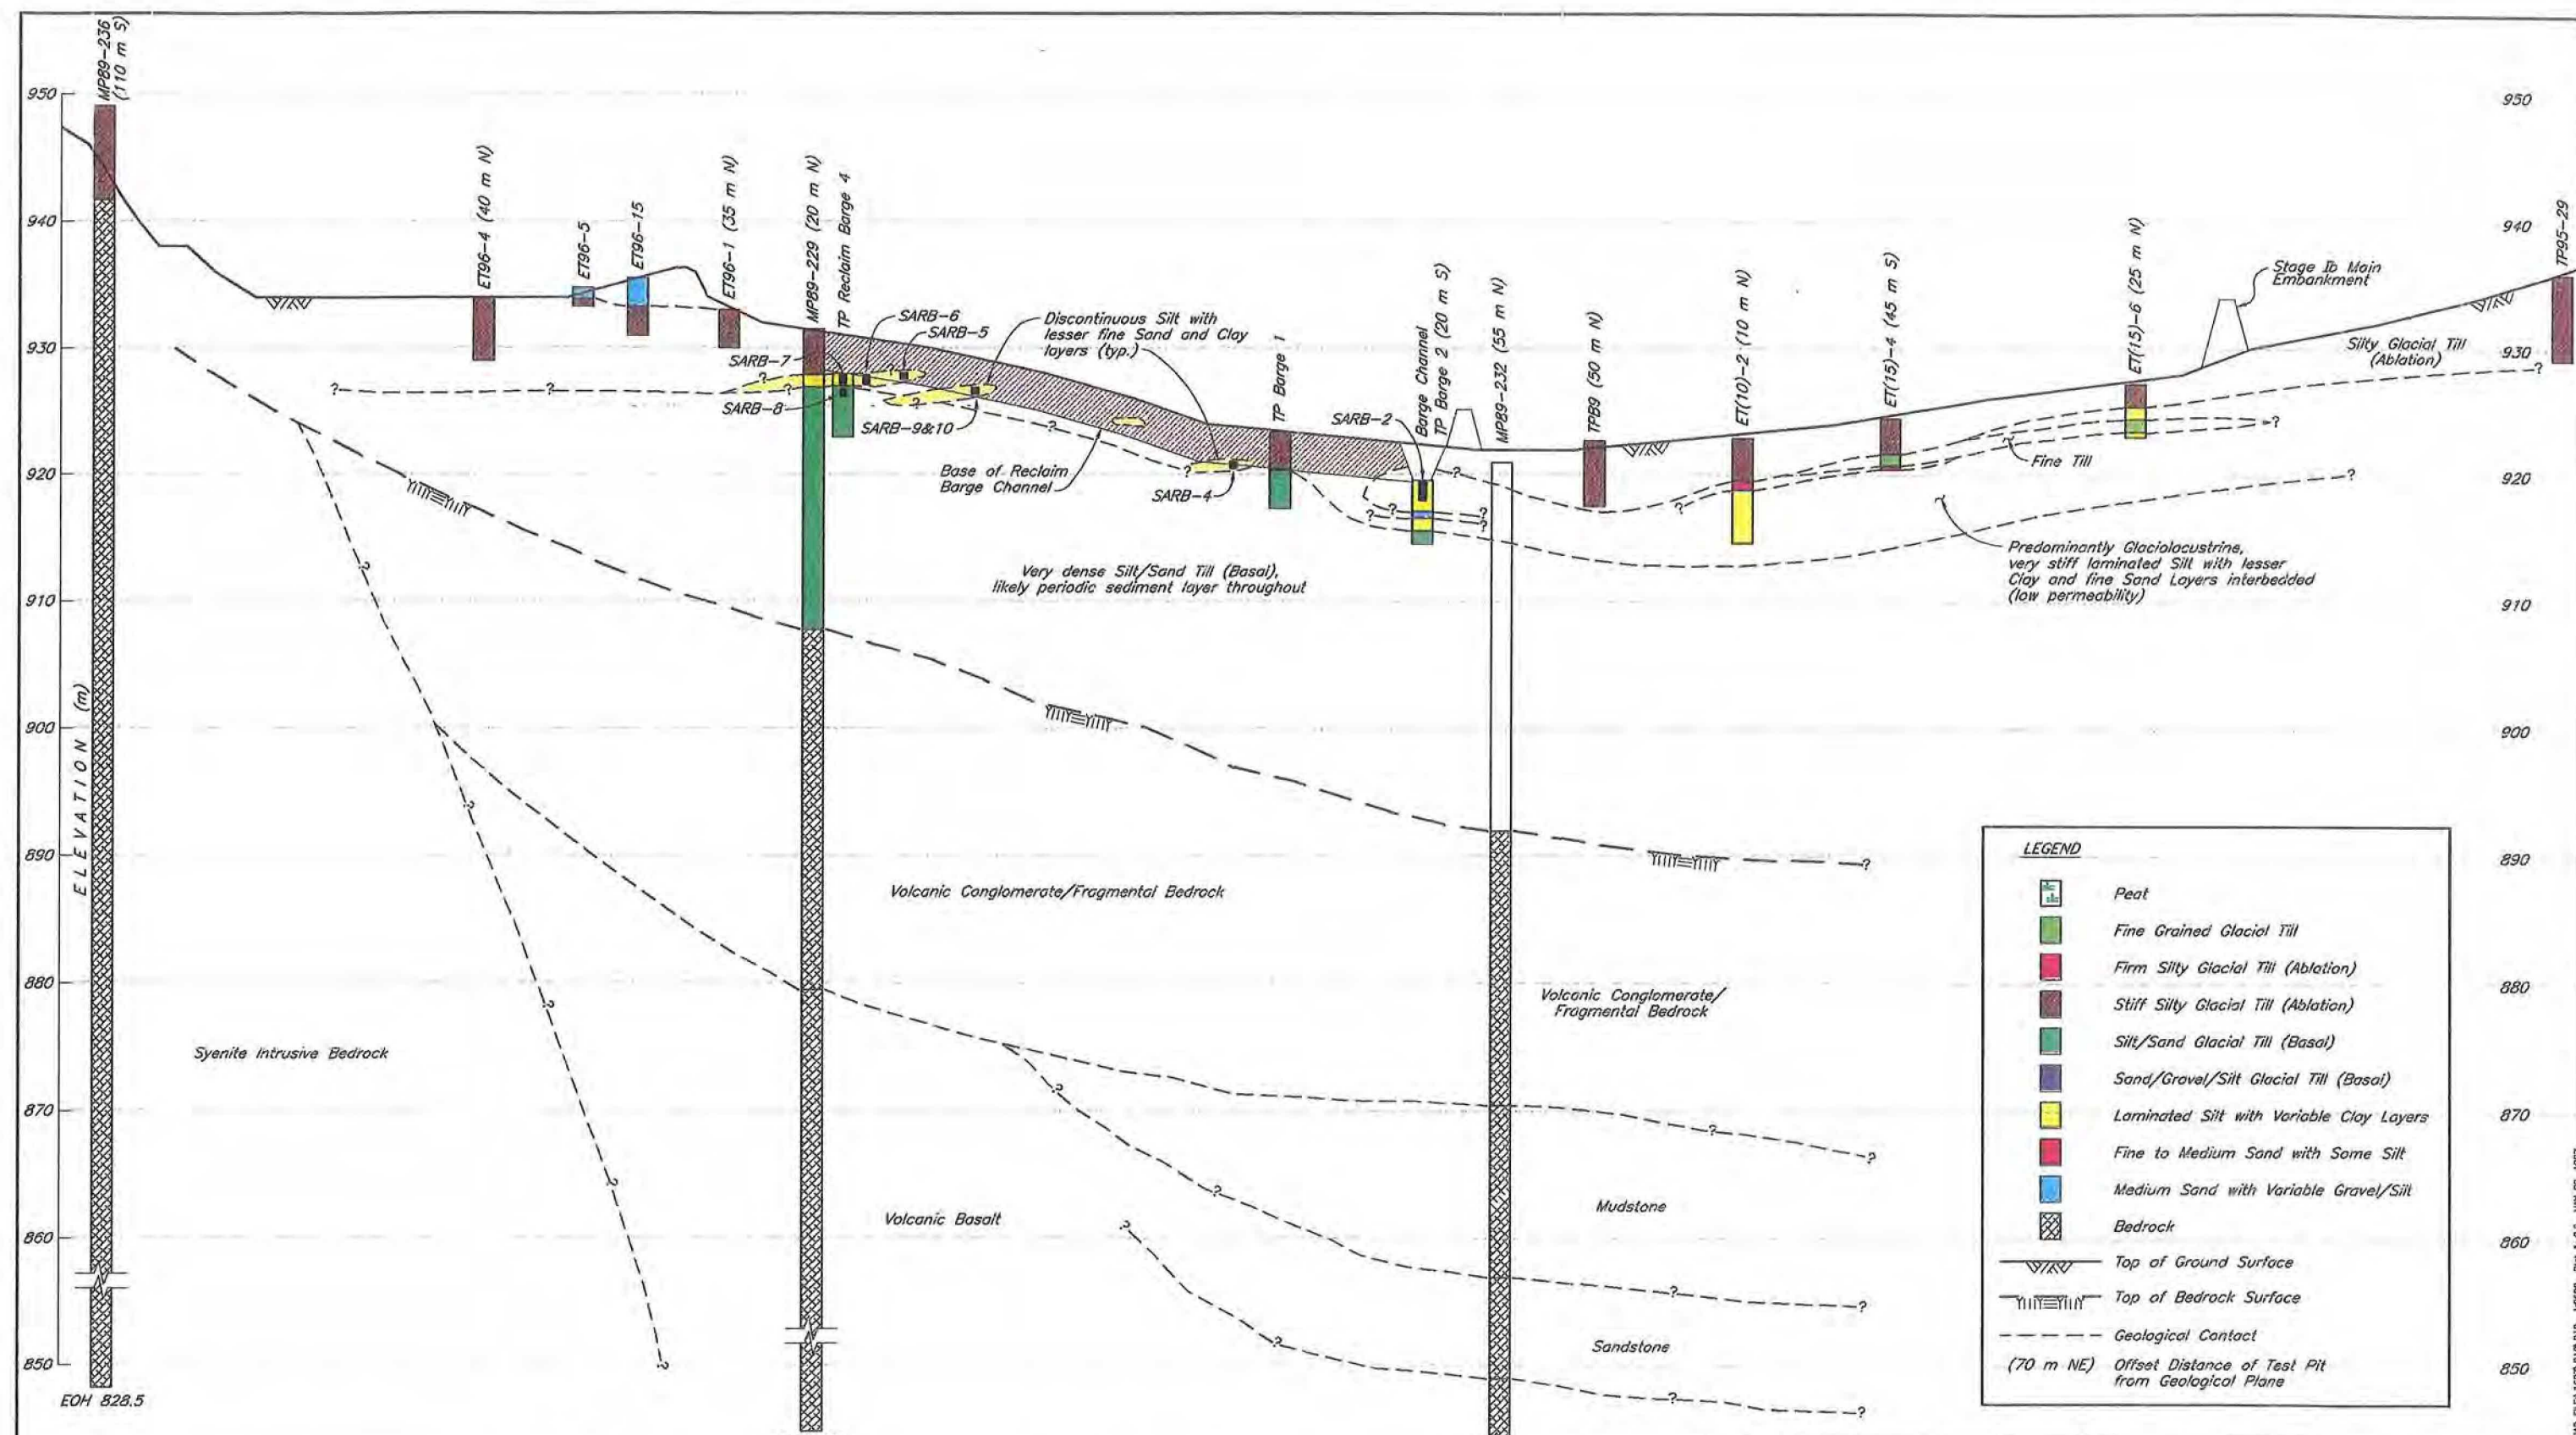 MP89-236
(110 m S)
950
940
930
920
910
900
890
880
870
860
850
ELEVATION (m)
EOH 828.5
ET96-4 (40 m N)
ET96-5
ET96-15
ET96-1 (35 m N)
MP89-229 (20 m N)
TP Reclaim Barge 4
SARB-6
SARB-5
SARB-7
SARB-8
SARB-9&10
Discontinuous Silt with
lesser fine Sand and Clay
layers (typ.)
Base of Reclaim
Barge Channel
SARB-4
TP Barge 1
SARB-2
Barge Channel
TP Barge 2 (20 m S)
MP89-232 (55 m N)
TPB9 (50 m N)
ET(10)-2 (10 m N)
ET(15)-4 (45 m S)
ET(15)-6 (25 m N)
Stage Ib Main
Embankment
TP95-29
Silty Glacial Till
(Ablation)
Fine Till
Predominantly Glaciolacustrine,
very stiff laminated Silt with lesser
Clay and fine Sand Layers interbedded
(low permeability)
Very dense Silt/Sand Till (Basal),
likely periodic sediment layer throughout
Volcanic Conglomerate/Fragmental Bedrock
Volcanic Conglomerate/
Fragmental Bedrock
Syenite Intrusive Bedrock
Volcanic Basalt
Mudstone
Sandstone
950
940
930
920
910
900
890
880
870
860
850
LEGEND
Peat
Fine Grained Glacial Till
Firm Silty Glacial Till (Ablation)
Stiff Silty Glacial Till (Ablation)
Silt/Sand Glacial Till (Basal)
Sand/Gravel/Silt Glacial Till (Basal)
Laminated Silt with Variable Clay Layers
Fine to Medium Sand with Some Silt
Medium Sand with Variable Gravel/Silt
Bedrock
Top of Ground Surface
Top of Bedrock Surface
Geological Contact
(70 m NE) Offset Distance of Test Pit
from Geological Plane